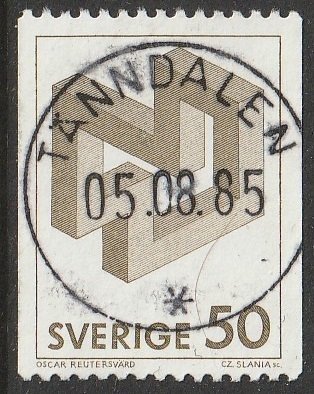 TÄNNDALEN
05.08.85
*
SVERIGE 50
OSCAR REUTERSVÄRD CZ. SLANIA sc.